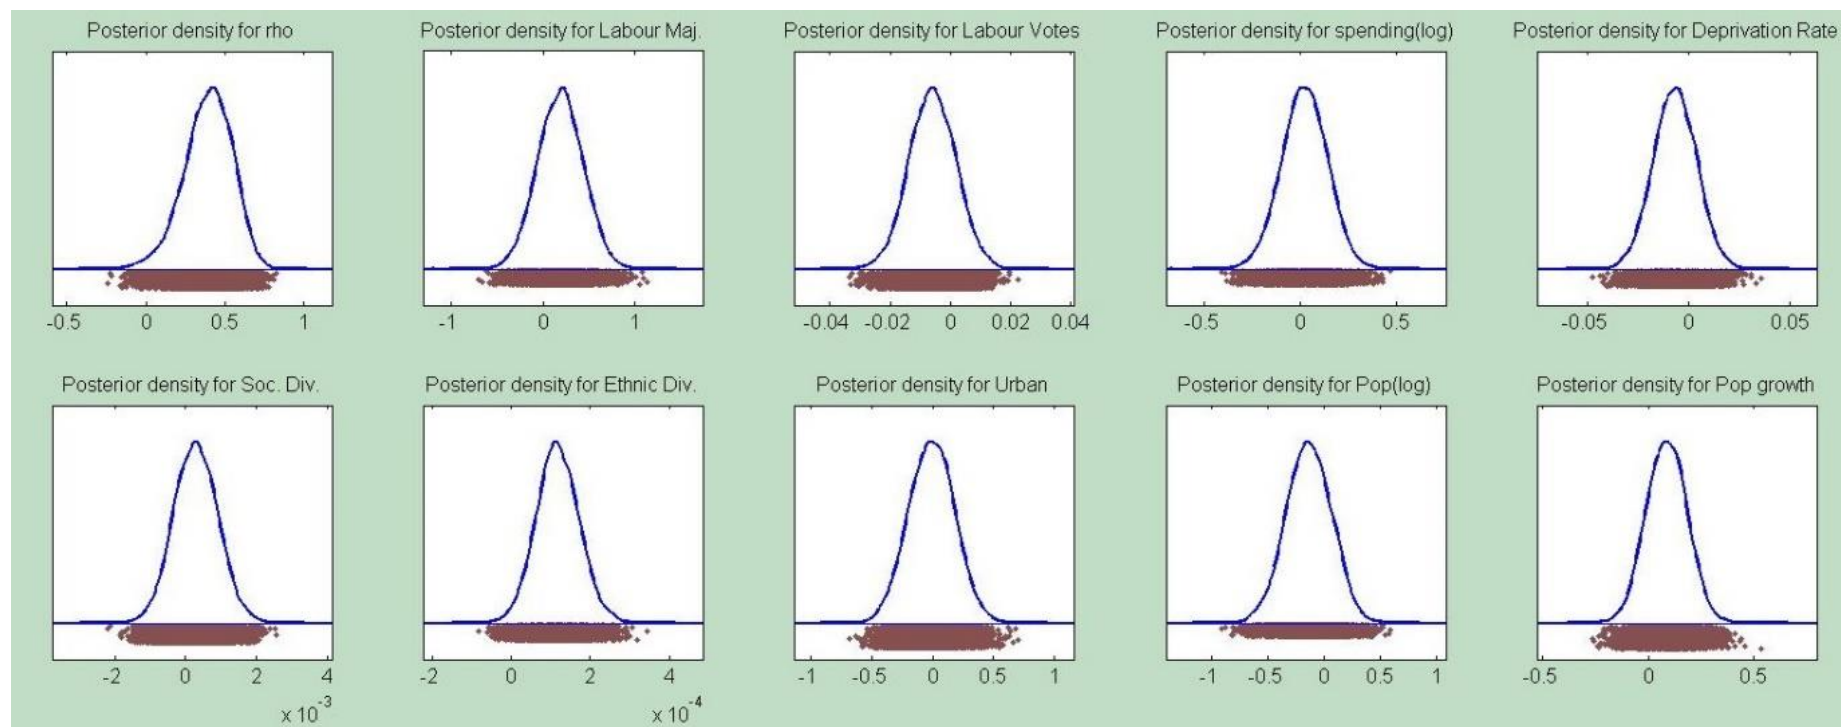 Posterior density for rho
-0.5 0 0.5 1
Posterior density for Labour Maj.
-1 0 1
Posterior density for Labour Votes
-0.04 -0.02 0 0.02 0.04
Posterior density for spending(log)
-0.5 0 0.5
Posterior density for Deprivation Rate
-0.05 0 0.05
Posterior density for Soc. Div.
-2 0 2 4
x 10-3
Posterior density for Ethnic Div.
-2 0 2 4
x 10-4
Posterior density for Urban
-1 -0.5 0 0.5 1
Posterior density for Pop(log)
-1 -0.5 0 0.5 1
Posterior density for Pop growth
-0.5 0 0.5